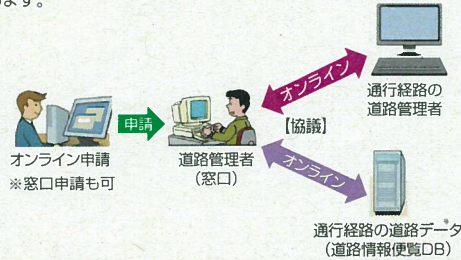 ます。
オンライン
通行経路の
道路管理者
申請
【協議】
オンライン申請
※窓口申請も可
道路管理者
(窓口)
オンライン
通行経路の道路データ
(道路情報便覧DB)